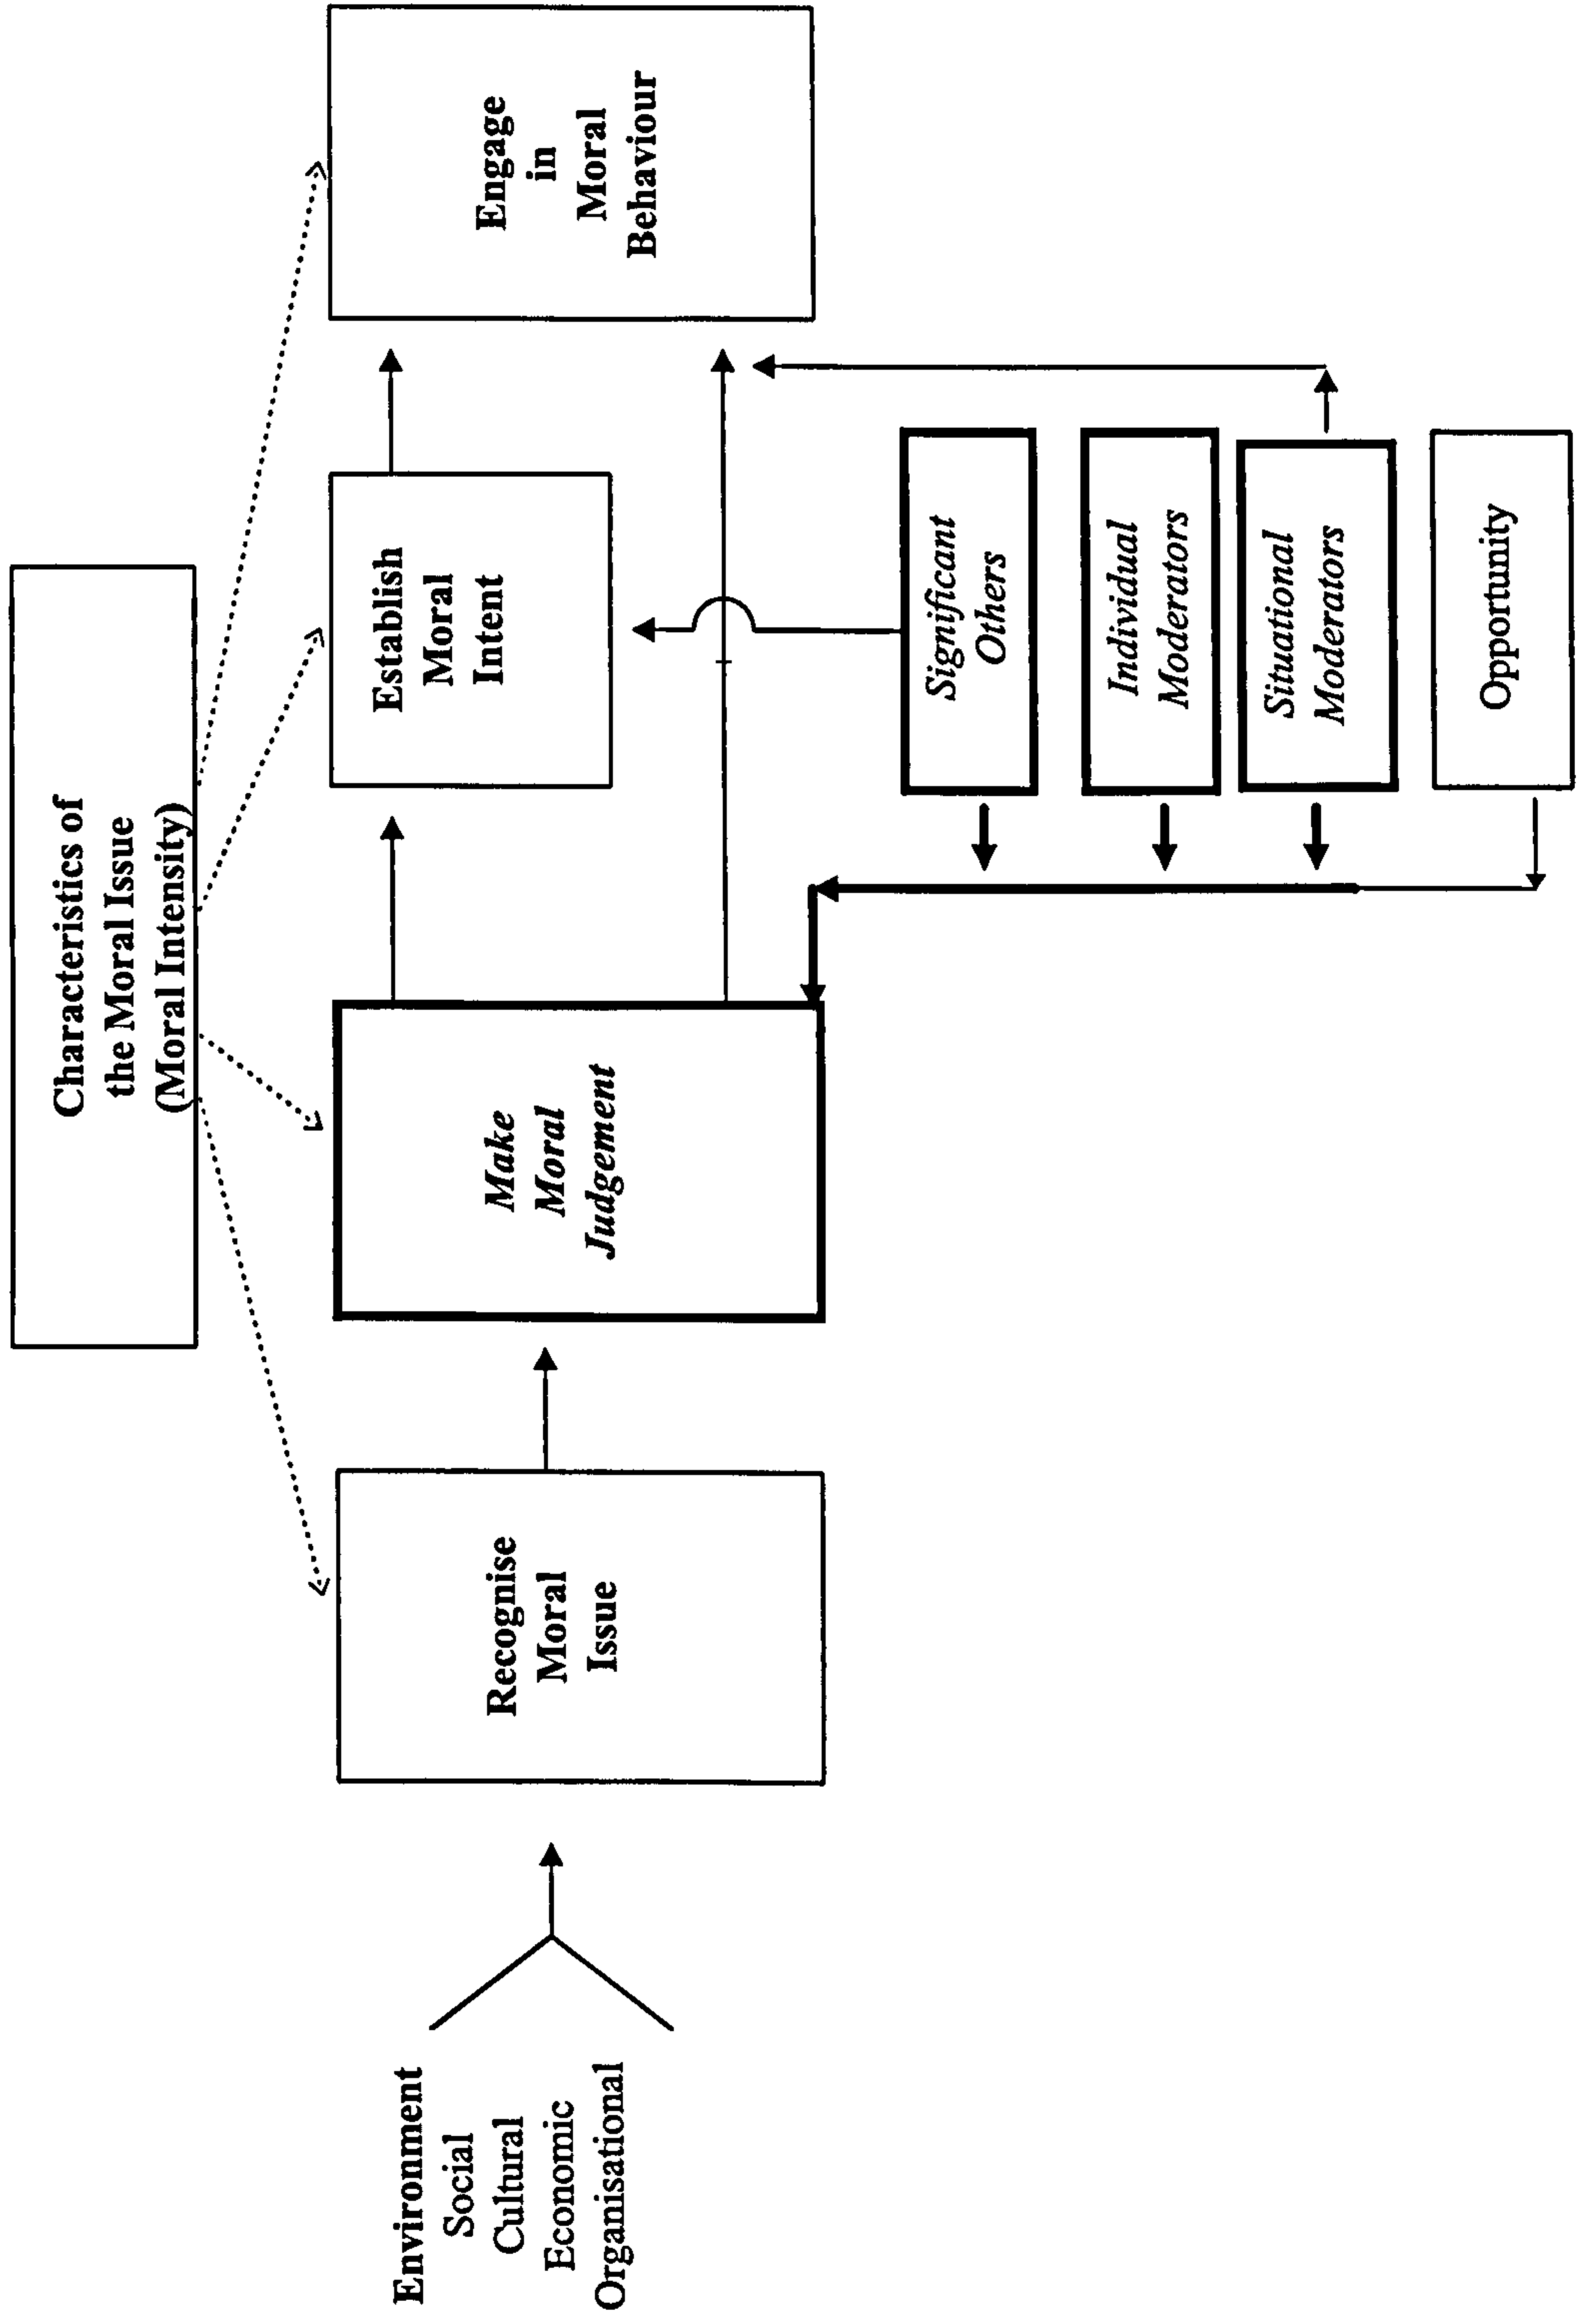 Characteristics of
the Moral Issue
(Moral Intensity)
Environment
Social
Cultural
Economic
Organisational
Recognise
Moral
Issue
Make
Moral
Judgement
Establish
Moral
Intent
Engage
in
Moral
Behaviour
Significant
Others
Individual
Moderators
Situational
Moderators
Opportunity